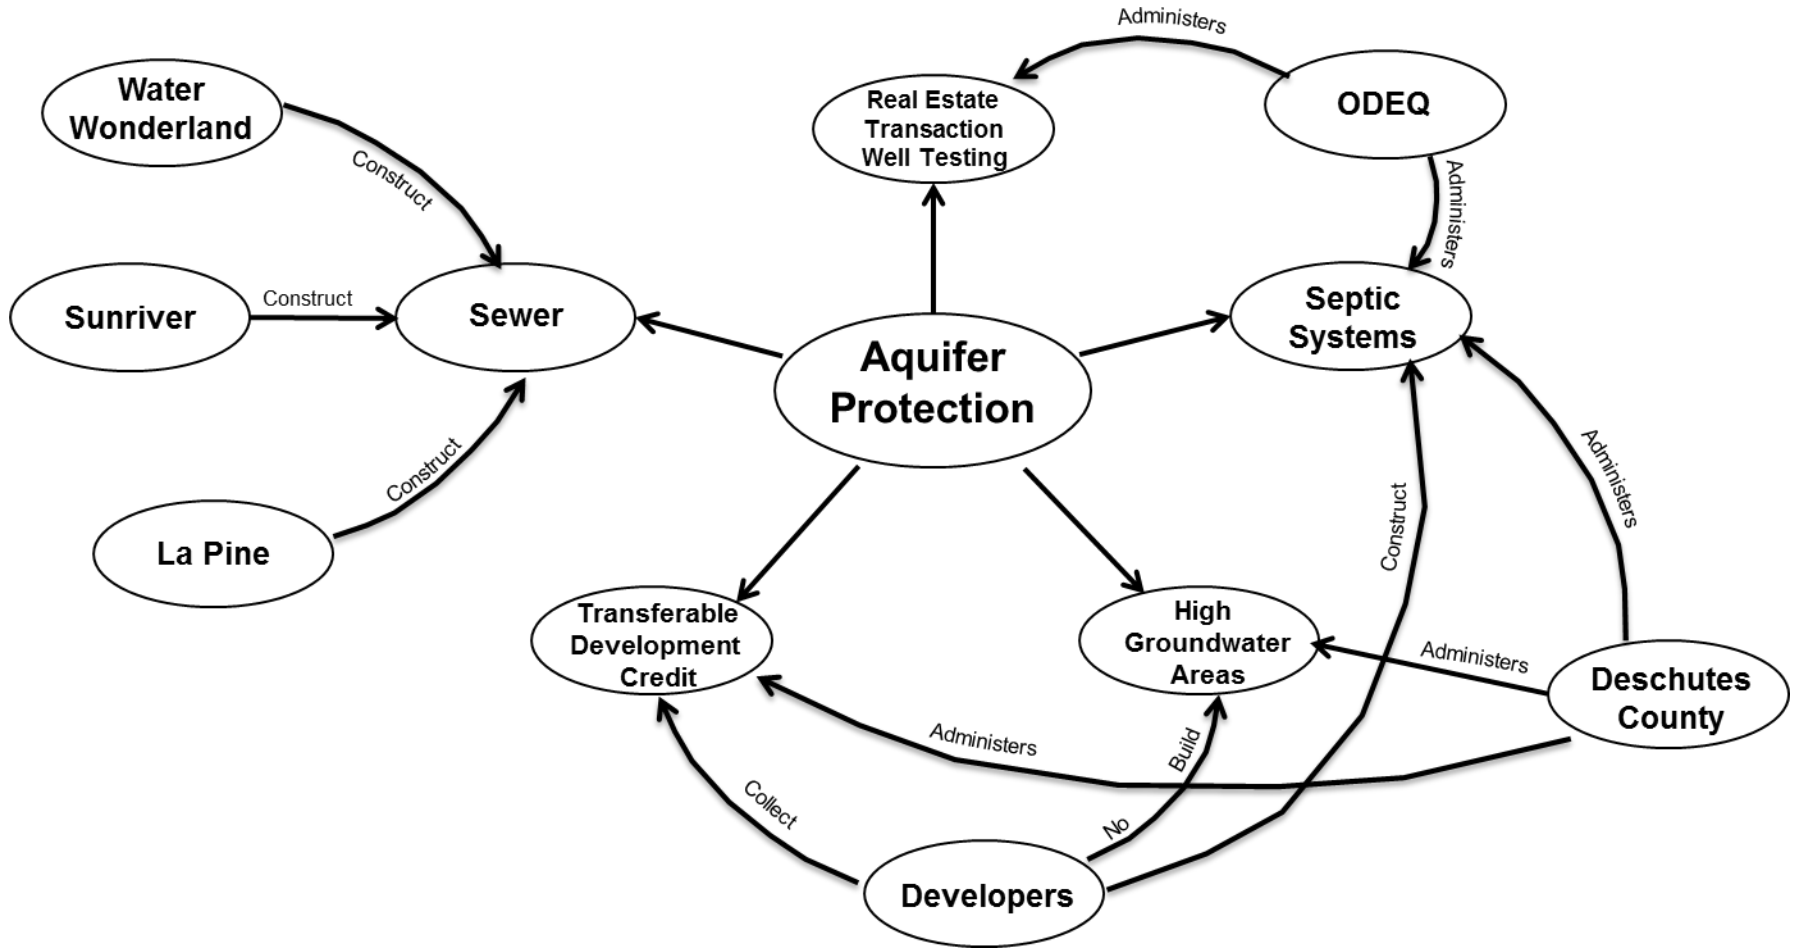 Administers
Water
Wonderland
Real Estate
Transaction
Well Testing
ODEQ
Construct
Administers
Sunriver
Construct
Sewer
Septic
Systems
Aquifer
Protection
Construct
La Pine
Construct
Administers
Transferable
Development
Credit
High
Groundwater
Areas
Administers
Deschutes
County
Administers
Build
Collect
No
Developers